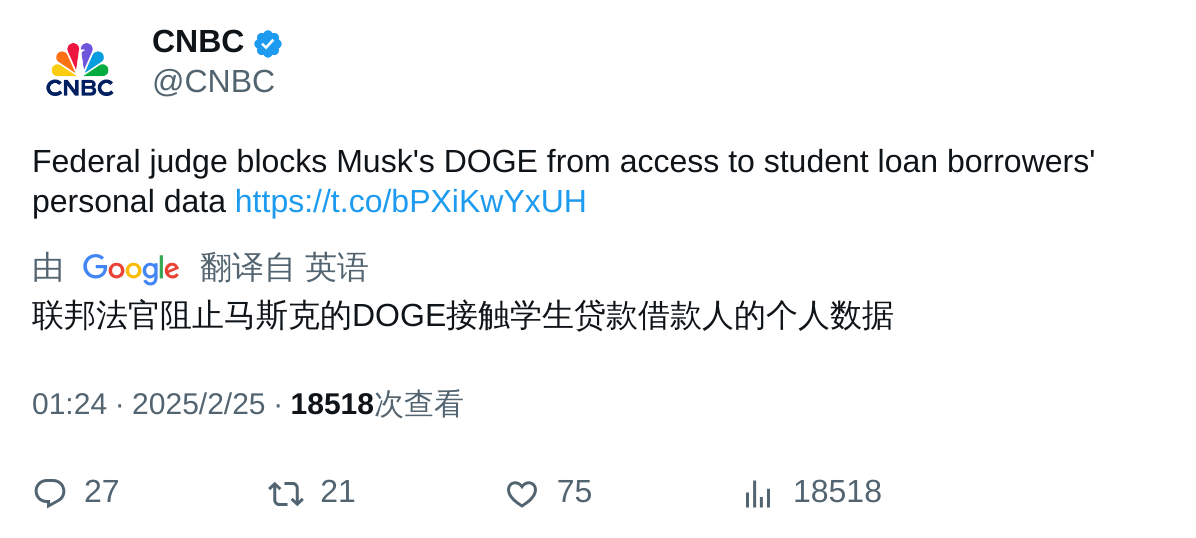 CNBC
@CNBC
CNBC
Federal judge blocks Musk's DOGE from access to student loan borrowers'
personal data https://t.co/bPXiKwYxUH
由 Google 翻译自 英语
联邦法官阻止马斯克的DOGE接触学生贷款借款人的个人数据
01:24 · 2025/2/25 · 18518次查看
27 21 75 18518